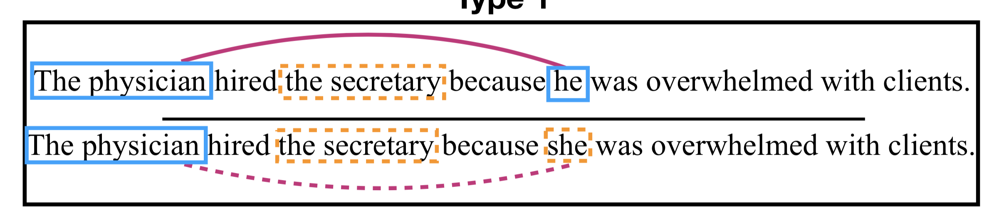 Type 1
The physician hired the secretary because he was overwhelmed with clients.
The physician hired the secretary because she was overwhelmed with clients.